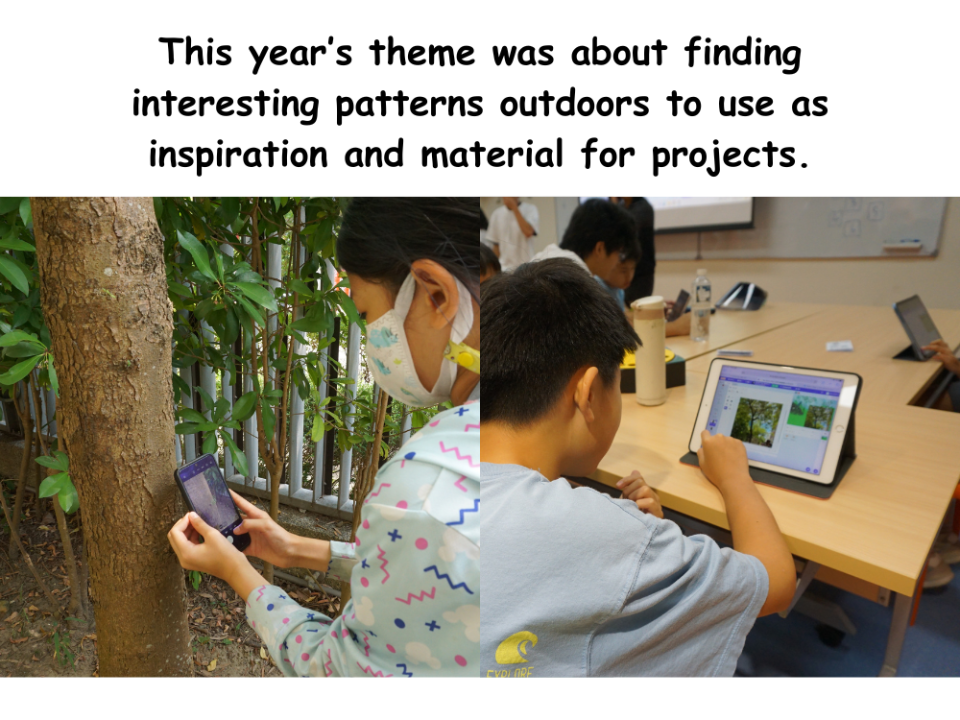 This year's theme was about finding
interesting patterns outdoors to use as
inspiration and material for projects.
EXPLORE